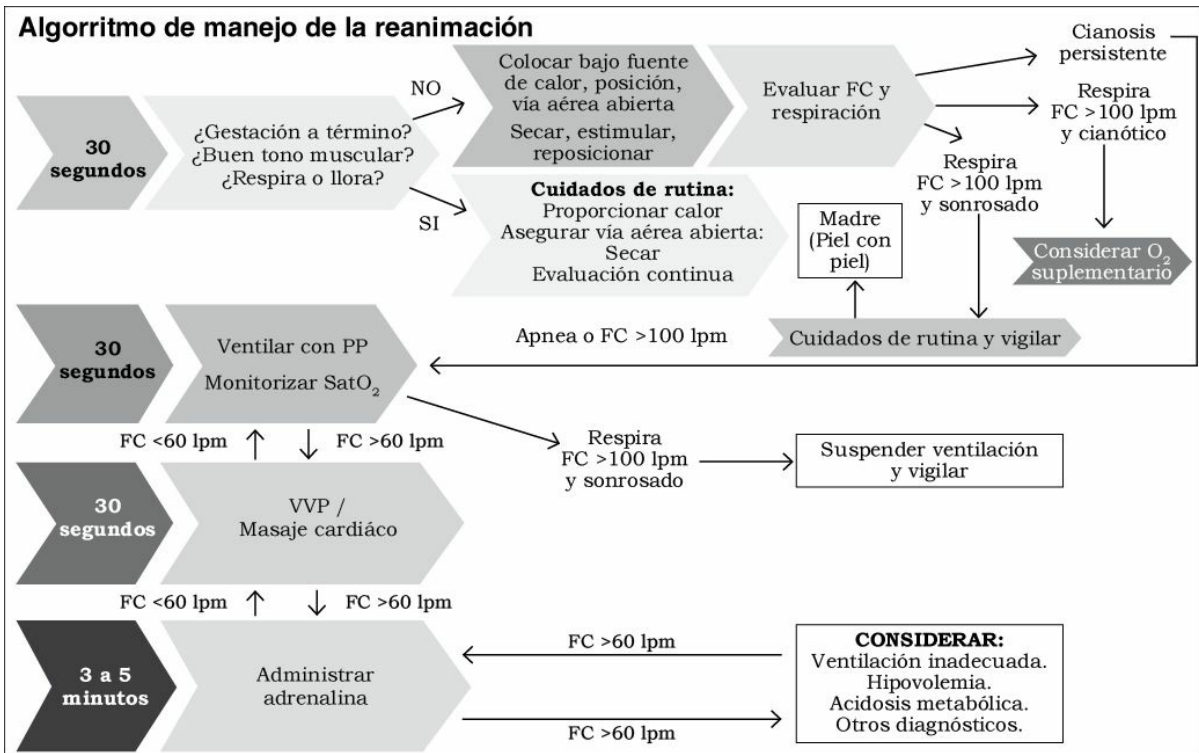 Algorritmo de manejo de la reanimación
30
segundos
¿Gestación a término?
¿Buen tono muscular?
¿Respira o llora?
NO
SI
Colocar bajo fuente
de calor, posición,
vía aérea abierta
Secar, estimular,
reposicionar
Evaluar FC y
respiración
Cianosis
persistente
Respira
FC >100 lpm
y cianótico
Respira
FC >100 lpm
y sonrosado
Cuidados de rutina:
Proporcionar calor
Asegurar vía aérea abierta:
Secar
Evaluación continua
Madre
(Piel con
piel)
Considerar O₂
suplementario
Cuidados de rutina y vigilar
Apnea o FC >100 lpm
30
segundos
Ventilar con PP
Monitorizar SatO₂
FC <60 lpm
FC >60 lpm
Respira
FC >100 lpm
y sonrosado
Suspender ventilación
y vigilar
30
segundos
VVP /
Masaje cardiáco
FC <60 lpm
FC >60 lpm
3 a 5
minutos
Administrar
adrenalina
FC >60 lpm
FC >60 lpm
CONSIDERAR:
Ventilación inadecuada.
Hipovolemia.
Acidosis metabólica.
Otros diagnósticos.